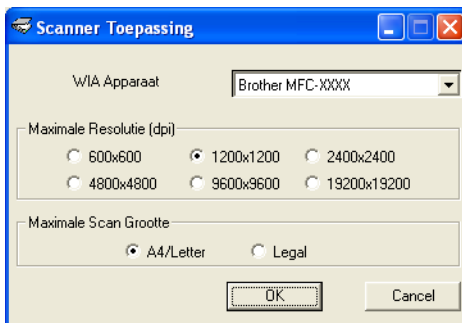 Scanner Toepassing
WIA Apparaat Brother MFC-XXXX
Maximale Resolutie (dpi)
600x600 1200x1200 2400x2400
4800x4800 9600x9600 19200x19200
Maximale Scan Grootte
A4/Letter Legal
OK Cancel